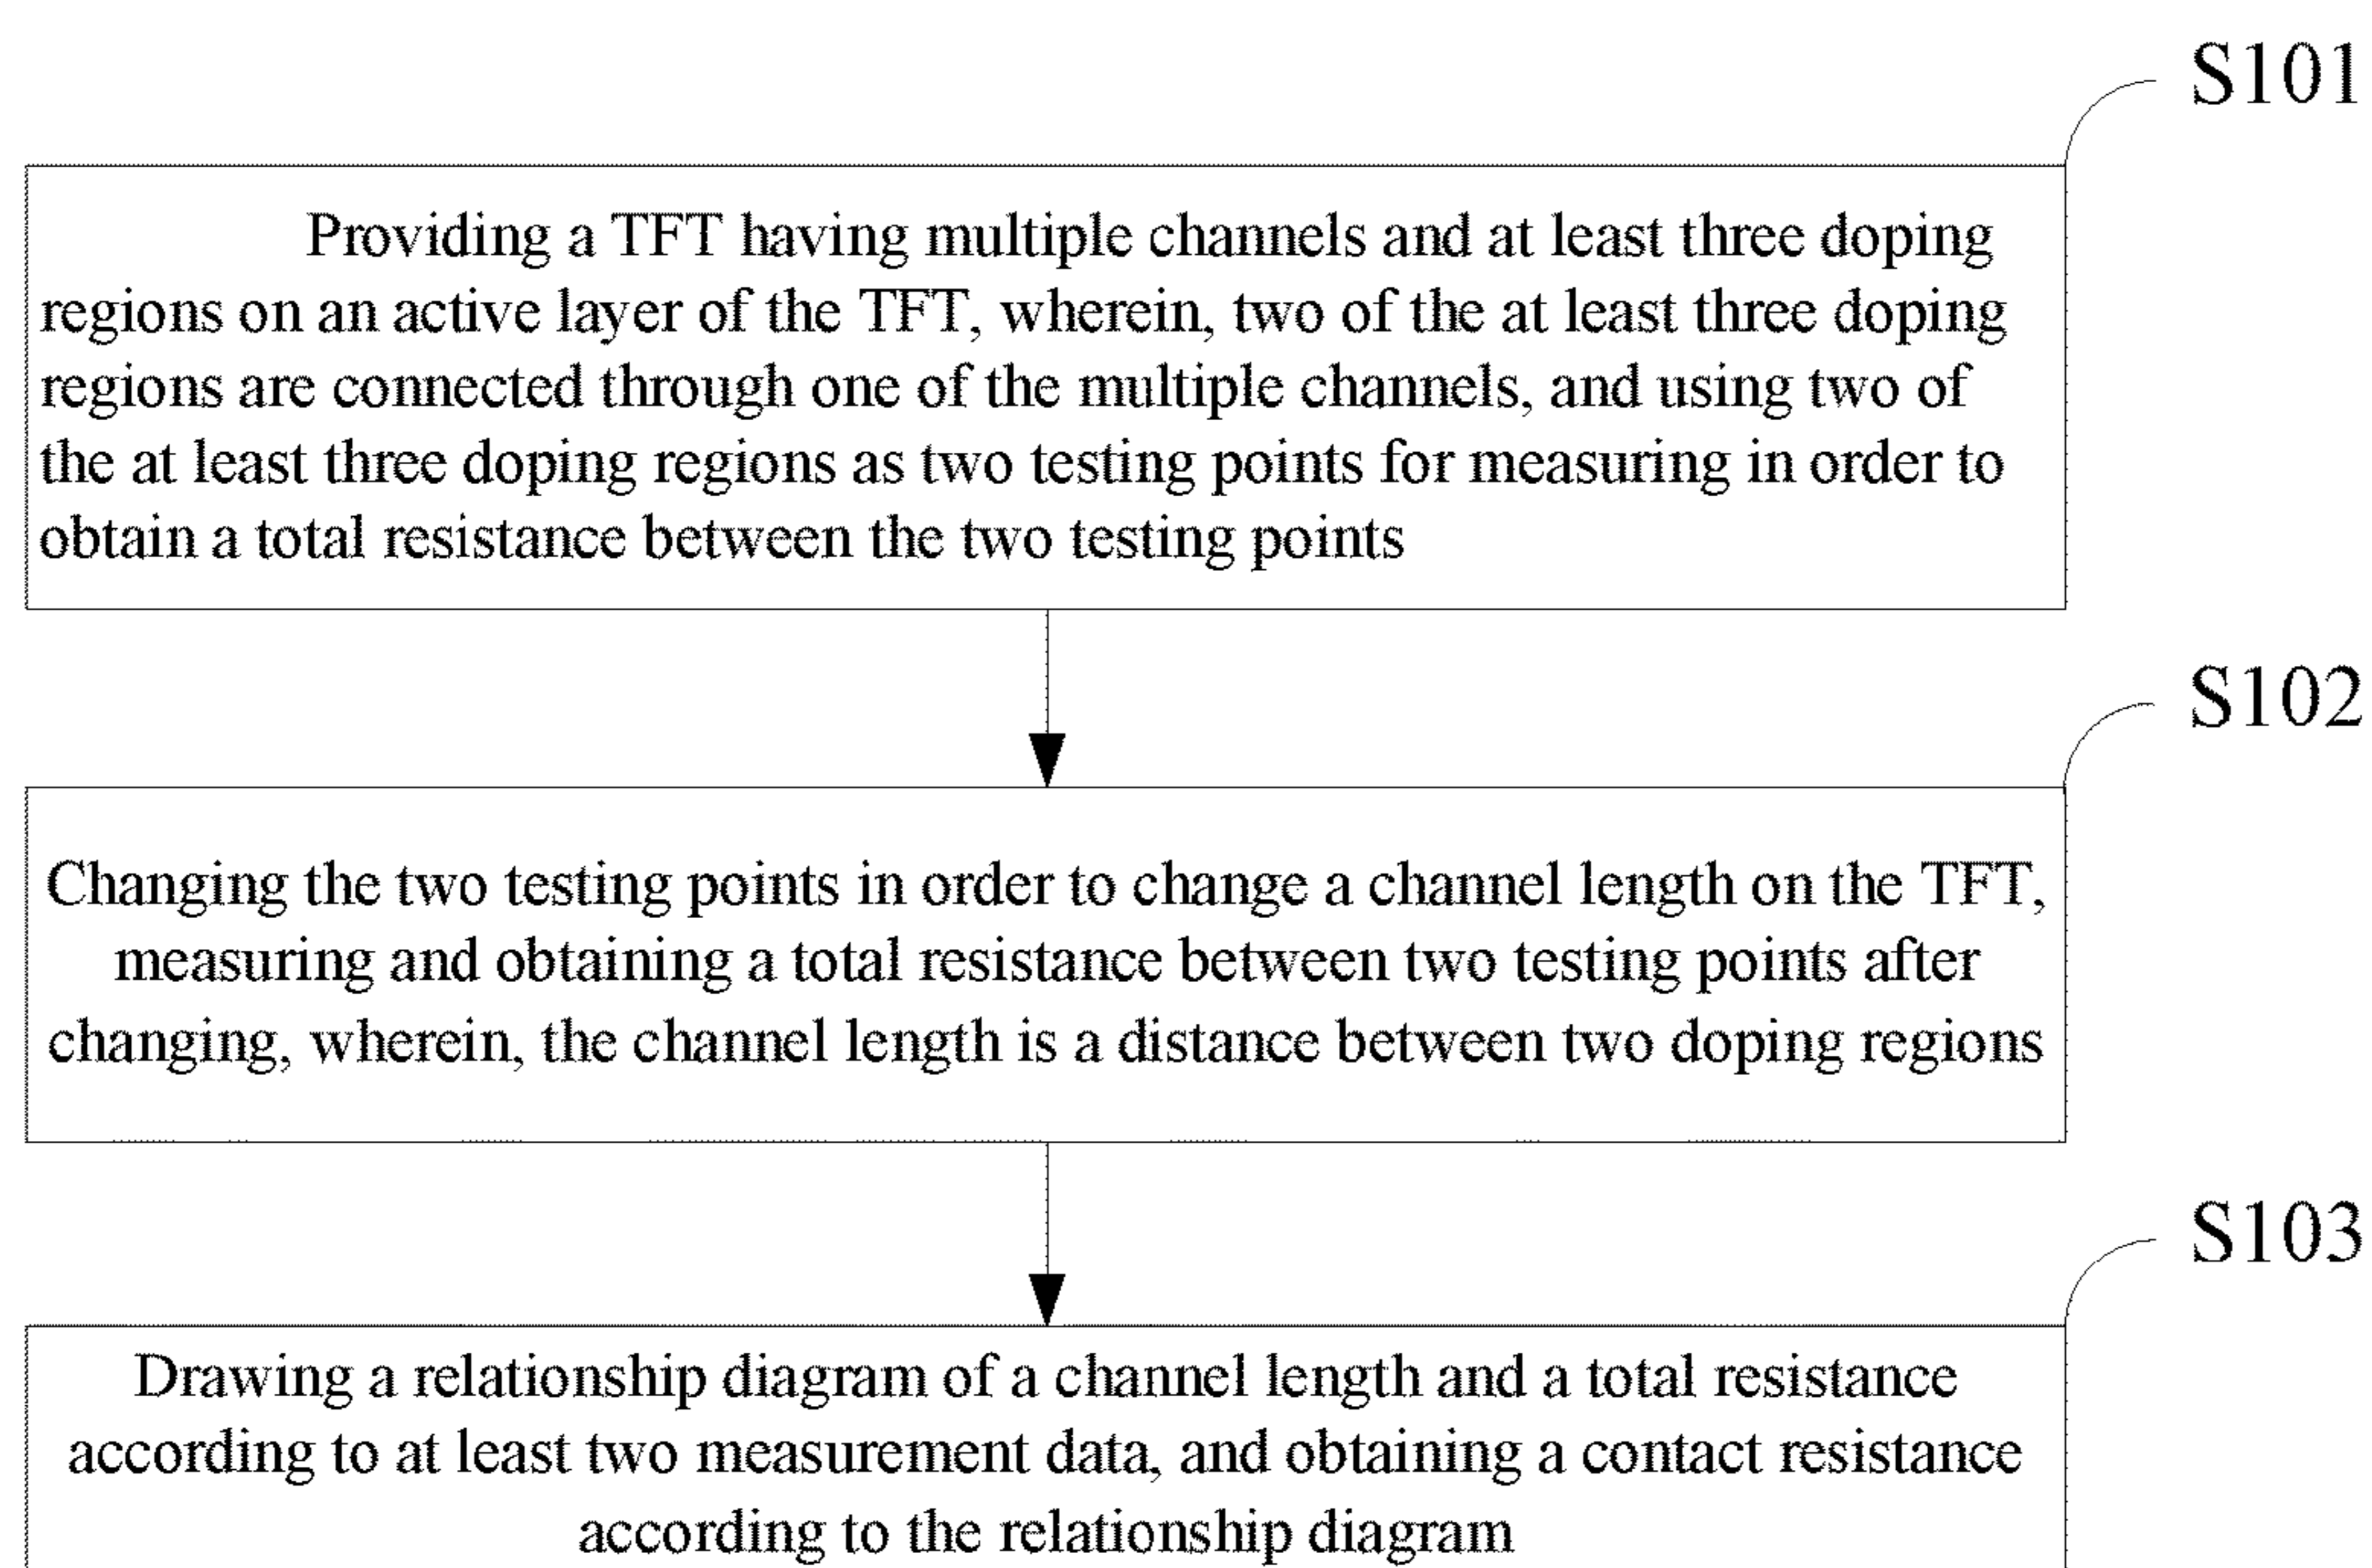 S101
Providing a TFT having multiple channels and at least three doping
regions on an active layer of the TFT, wherein, two of the at least three doping
regions are connected through one of the multiple channels, and using two of
the at least three doping regions as two testing points for measuring in order to
obtain a total resistance between the two testing points
S102
Changing the two testing points in order to change a channel length on the TFT,
measuring and obtaining a total resistance between two testing points after
changing, wherein, the channel length is a distance between two doping regions
S103
Drawing a relationship diagram of a channel length and a total resistance
according to at least two measurement data, and obtaining a contact resistance
according to the relationship diagram